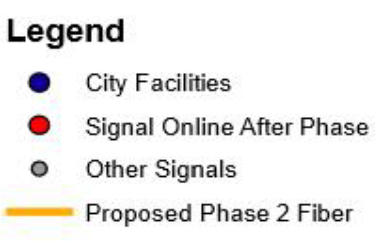 Legend
City Facilities
Signal Online After Phase
Other Signals
Proposed Phase 2 Fiber